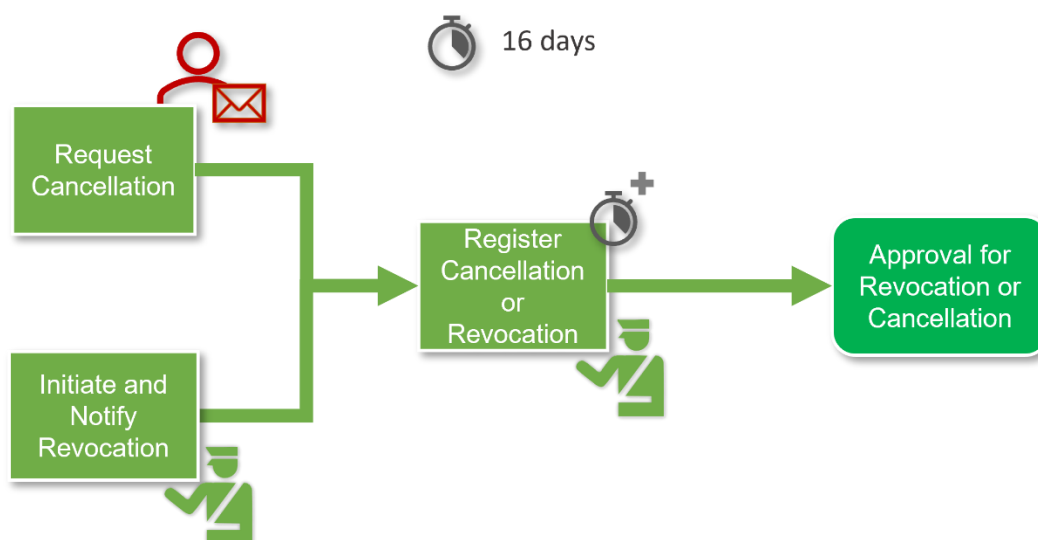 16 days
Request
Cancellation
Register
Cancellation
or
Revocation
Approval for
Revocation or
Cancellation
Initiate and
Notify
Revocation